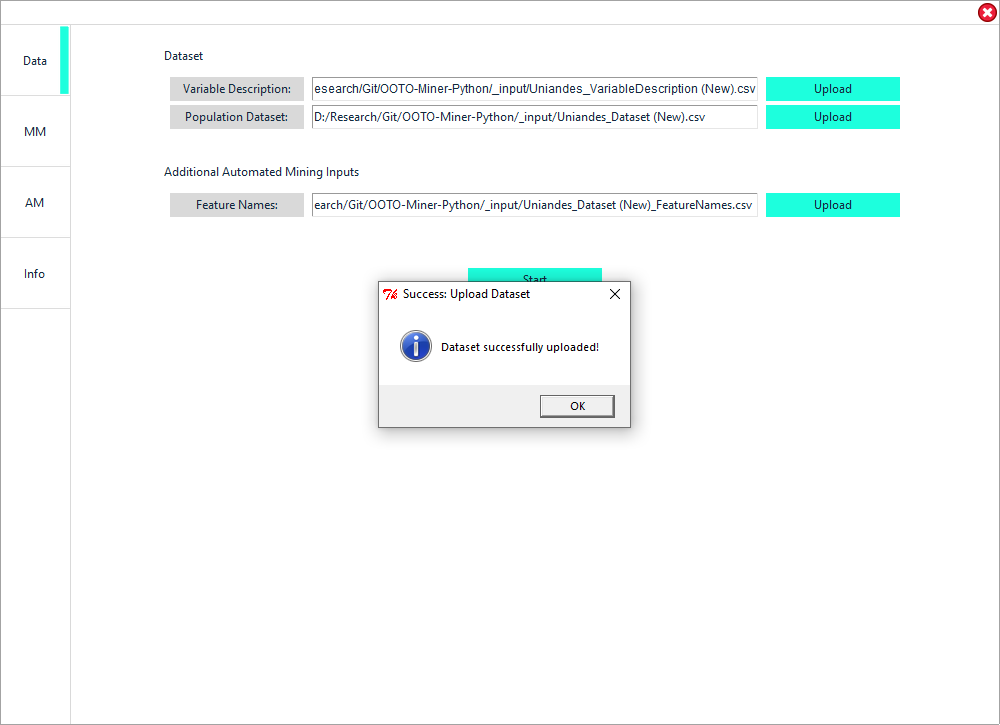 Data
MM
AM
Info
Dataset
Variable Description: esearch/Git/OOTO-Miner-Python/_input/Uniandes_VariableDescription (New).csv Upload
Population Dataset: D:/Research/Git/OOTO-Miner-Python/_input/Uniandes_Dataset (New).csv Upload
Additional Automated Mining Inputs
Feature Names: earch/Git/OOTO-Miner-Python/_input/Uniandes_Dataset (New)_FeatureNames.csv Upload
Start
Success: Upload Dataset
Dataset successfully uploaded!
OK